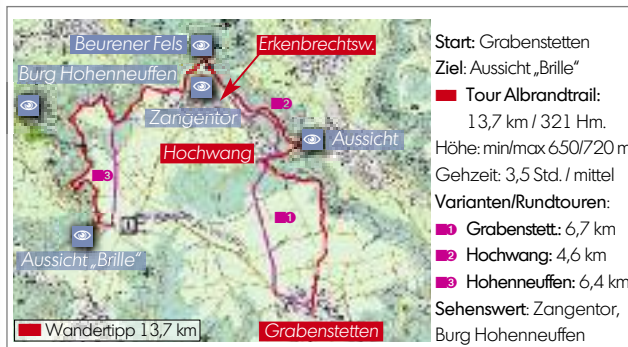 Beurener Fels
Erkenbrechtsw.
Burg Hohenneuffen
2
Zangentor
Aussicht
Hochwang
3
1
Aussicht „Brille“
Grabenstetten
Wandertipp 13,7 km
Start: Grabenstetten
Ziel: Aussicht „Brille“
Tour Albrandtrail:
13,7 km / 321 Hm.
Höhe: min/max 650/720 m
Gehzeit: 3,5 Std. / mittel
Varianten/Rundtouren:
1 Grabenstett.: 6,7 km
2 Hochwang: 4,6 km
3 Hohenneuffen: 6,4 km
Sehenswert: Zangentor,
Burg Hohenneuffen